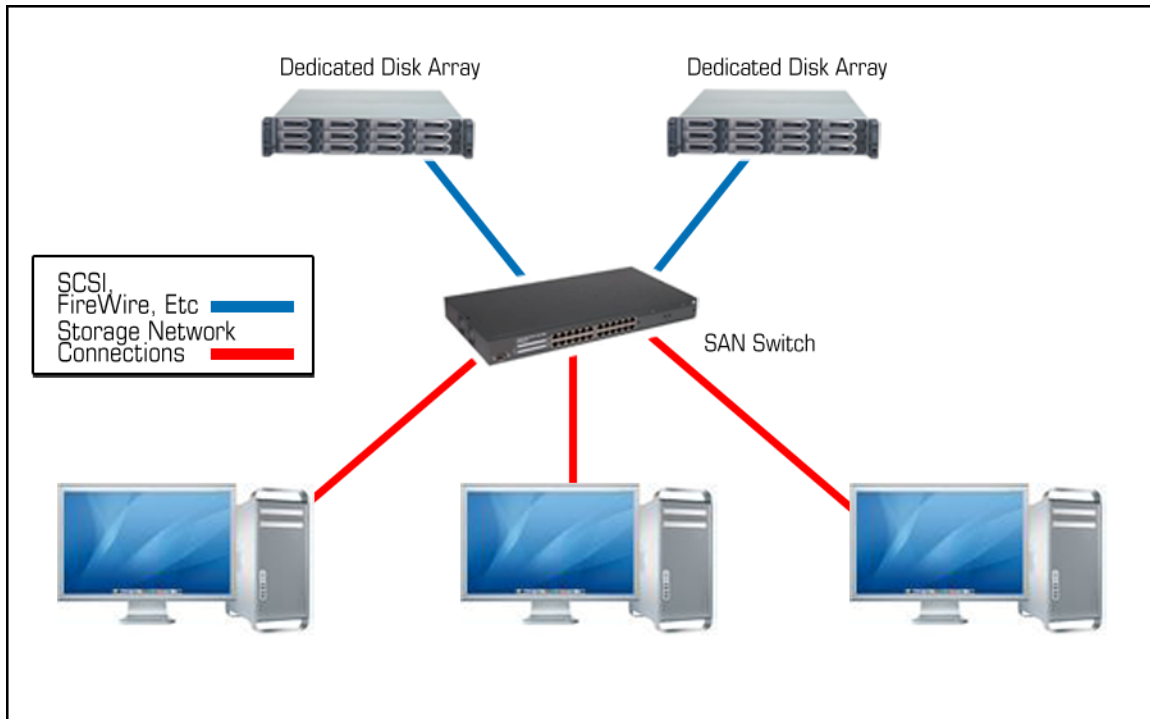 Dedicated Disk Array
Dedicated Disk Array
SCSI,
FireWire, Etc
Storage Network
Connections
SAN Switch